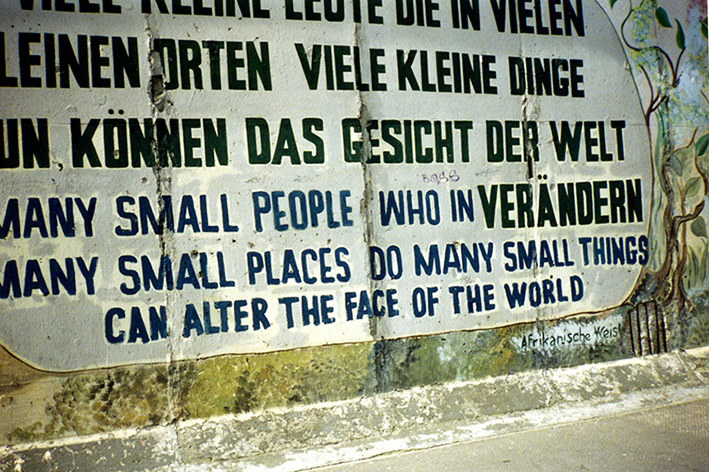 VIELE KLEINE LEUTE DIE IN VIELEN
LEINEN ORTEN VIELE KLEINE DINGE
UN, KÖNNEN DAS GESICHT DER WELT
VERÄNDERN
MANY SMALL PEOPLE WHO IN
MANY SMALL PLACES DO MANY SMALL THINGS
CAN ALTER THE FACE OF THE WORLD
Afrikanische Weis